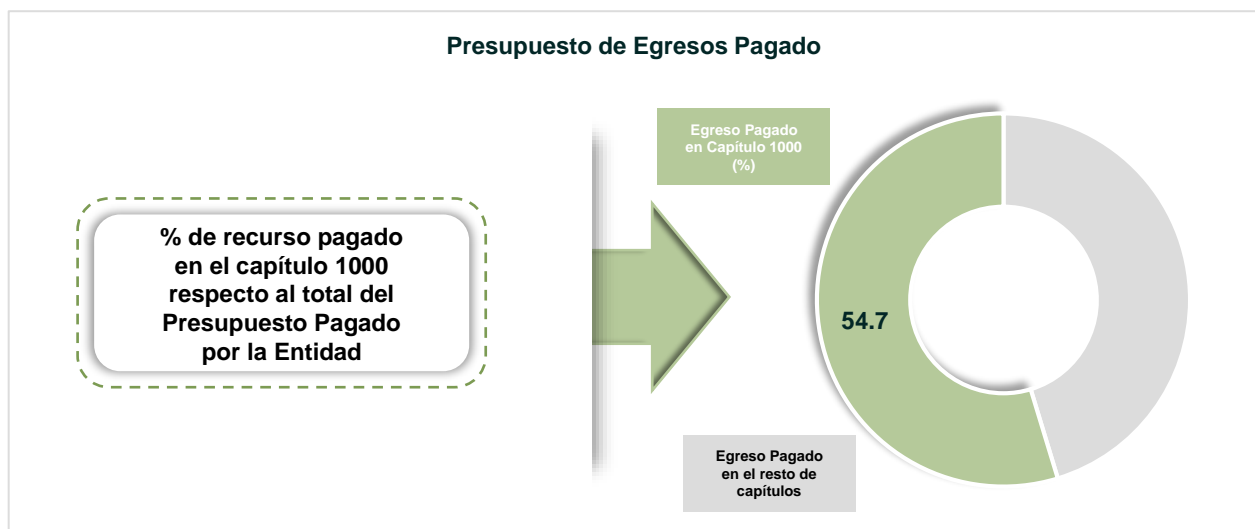 Presupuesto de Egresos Pagado
Egreso Pagado
en Capítulo 1000
(%)
% de recurso pagado
en el capítulo 1000
respecto al total del
Presupuesto Pagado
por la Entidad
54.7
Egreso Pagado
en el resto de
capítulos